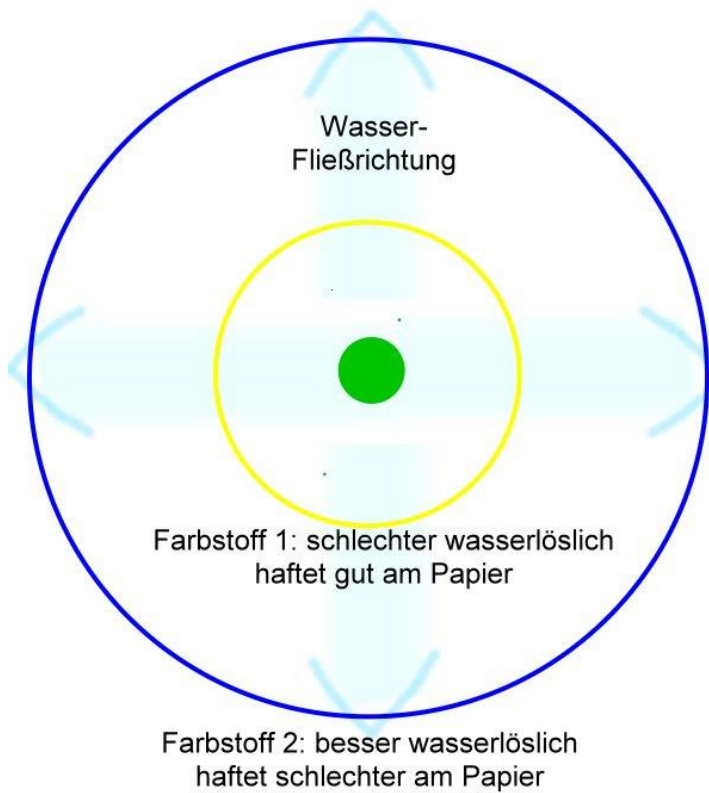 Wasser-
Fließrichtung
Farbstoff 1: schlechter wasserlöslich
haftet gut am Papier
Farbstoff 2: besser wasserlöslich
haftet schlechter am Papier